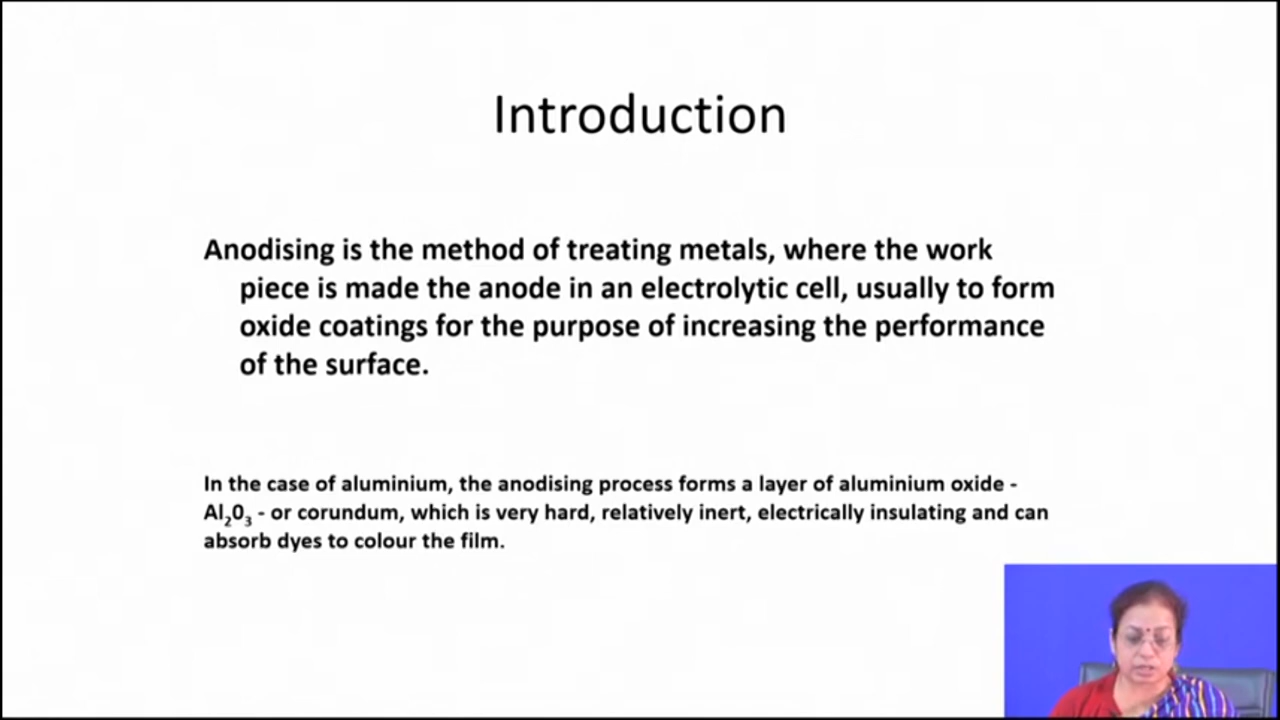 Introduction
Anodising is the method of treating metals, where the work
piece is made the anode in an electrolytic cell, usually to form
oxide coatings for the purpose of increasing the performance
of the surface.
In the case of aluminium, the anodising process forms a layer of aluminium oxide -
Al₂0₃ - or corundum, which is very hard, relatively inert, electrically insulating and can
absorb dyes to colour the film.